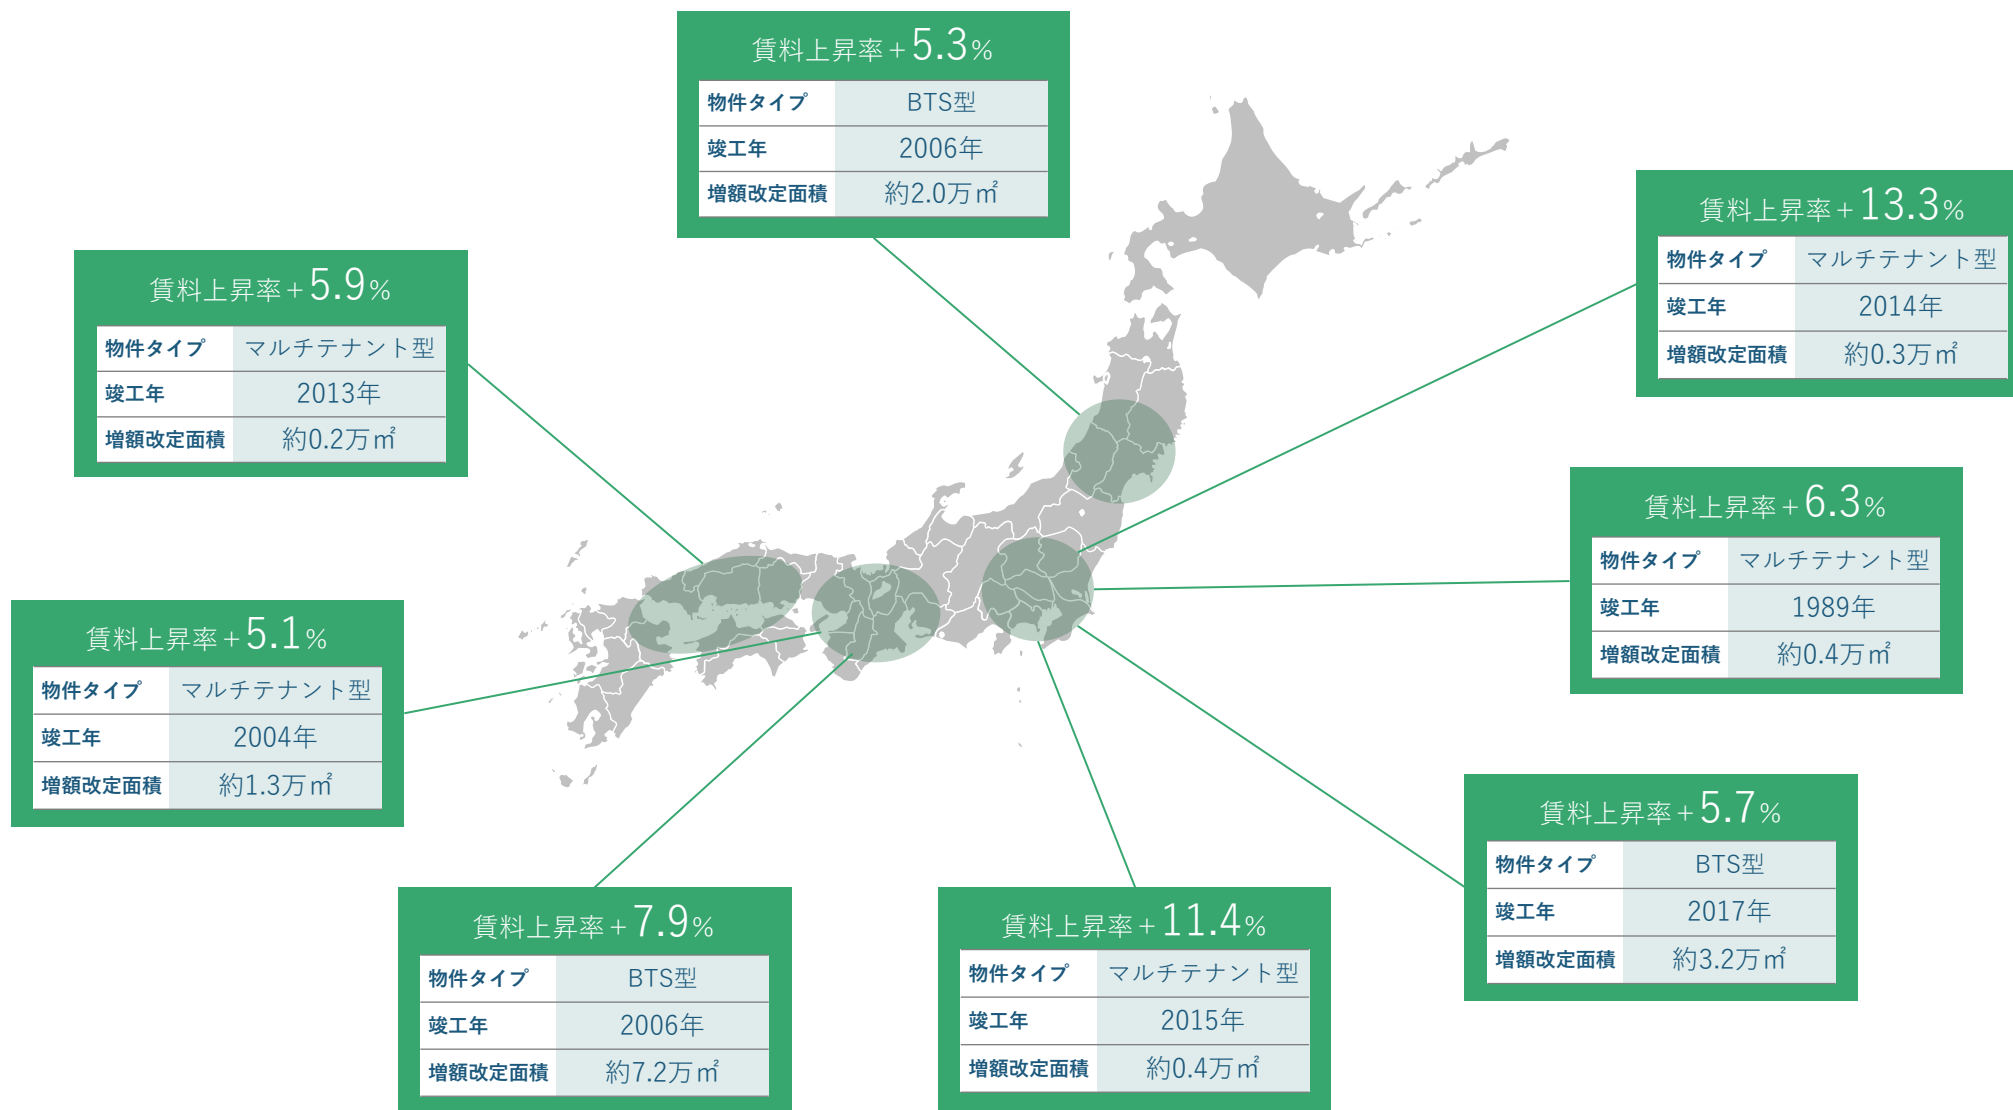 賃料上昇率+5.3%
物件タイプ BTS型
竣工年 2006年
増額改定面積 約2.0万㎡
賃料上昇率+13.3%
物件タイプ マルチテナント型
竣工年 2014年
増額改定面積 約0.3万㎡
賃料上昇率+5.9%
物件タイプ マルチテナント型
竣工年 2013年
増額改定面積 約0.2万㎡
賃料上昇率+6.3%
物件タイプ マルチテナント型
竣工年 1989年
増額改定面積 約0.4万㎡
賃料上昇率+5.1%
物件タイプ マルチテナント型
竣工年 2004年
増額改定面積 約1.3万㎡
賃料上昇率+5.7%
物件タイプ BTS型
竣工年 2017年
増額改定面積 約3.2万㎡
賃料上昇率+7.9%
物件タイプ BTS型
竣工年 2006年
増額改定面積 約7.2万㎡
賃料上昇率+11.4%
物件タイプ マルチテナント型
竣工年 2015年
増額改定面積 約0.4万㎡